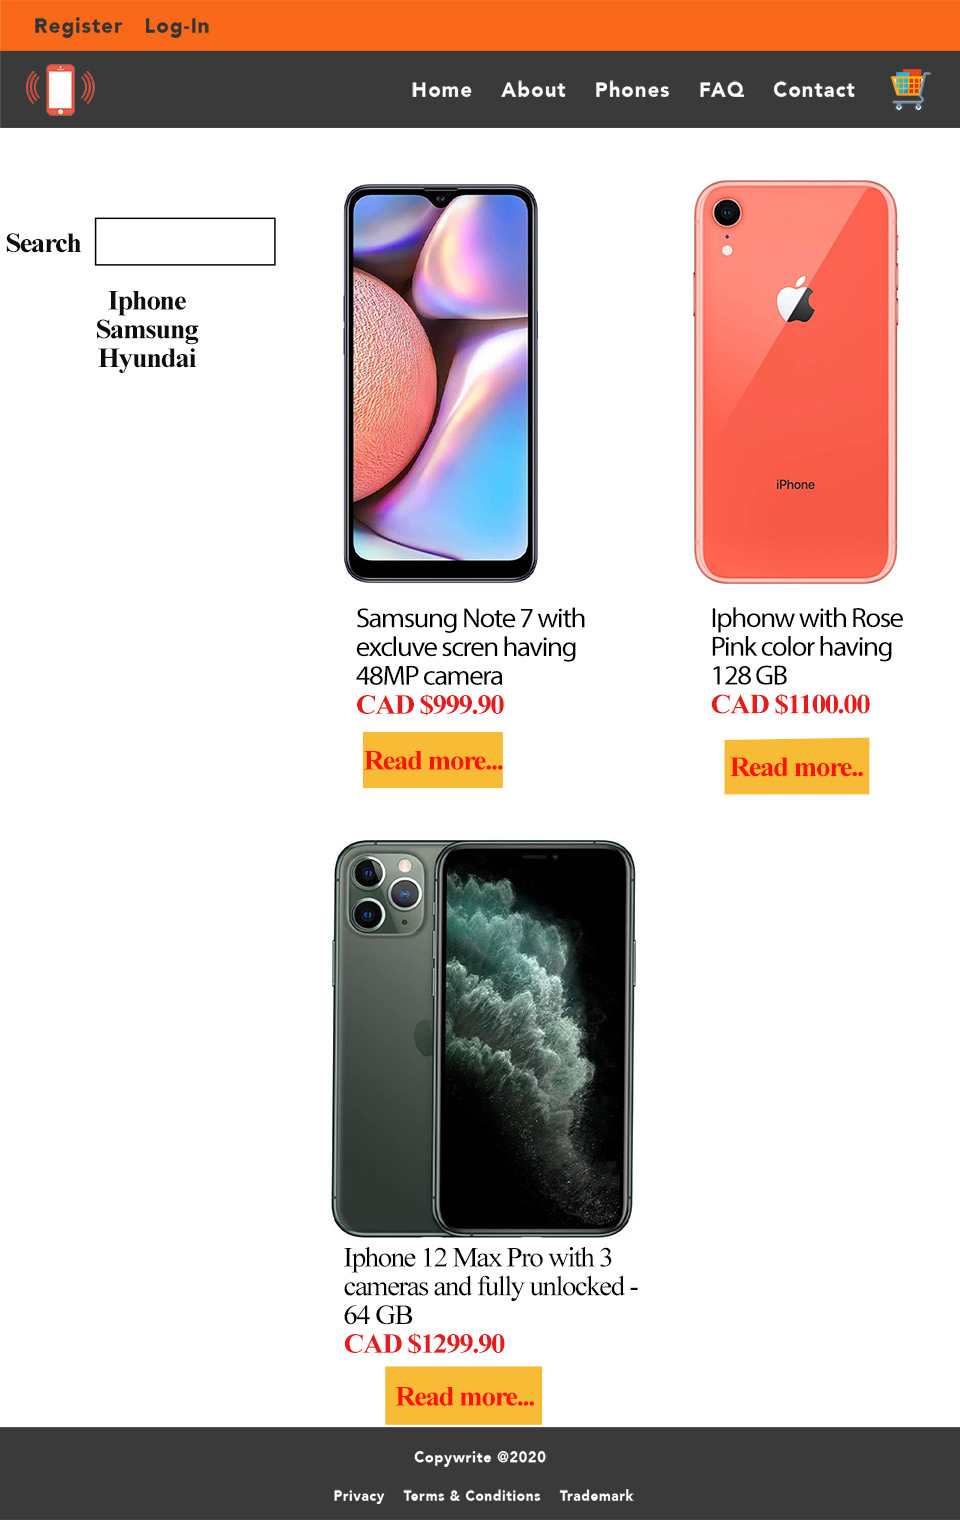 Register Log-In
Home About Phones FAQ Contact
Search
Iphone
Samsung
Hyundai
iPhone
Samsung Note 7 with
excluve scren having
48MP camera
CAD $999.90
Read more...
Iphonw with Rose
Pink color having
128 GB
CAD $1100.00
Read more..
Iphone 12 Max Pro with 3
cameras and fully unlocked -
64 GB
CAD $1299.90
Read more...
Copywrite @2020
Privacy Terms & Conditions Trademark